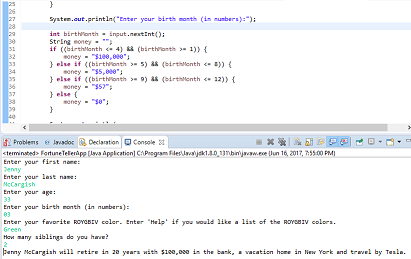 25 }
26
27 System.out.println("Enter your birth month (in numbers):");
28
29 int birthMonth = input.nextInt();
30 String money = "";
31 if ((birthMonth <= 4) && (birthMonth >= 1)) {
32 money = "$100,000";
33 } else if ((birthMonth >= 5) && (birthMonth <= 8)) {
34 money = "$5,000";
35 } else if ((birthMonth >= 9) && (birthMonth <= 12)) {
36 money = "$57";
37 } else {
38 money = "$0";
39 }
40
Problems @ Javadoc Declaration Console
<terminated> FortuneTellerApp [Java Application] C:\Program Files\Java\jdk1.8.0_131\bin\javaw.exe (Jun 16, 2017, 7:55:00 PM)
Enter your first name:
Jenny
Enter your last name:
McCargish
Enter your age:
33
Enter your birth month (in numbers):
03
Enter your favorite ROYGBIV color. Enter 'Help' if you would like a list of the ROYGBIV colors.
Green
How many siblings do you have?
2
Jenny McCargish will retire in 20 years with $100,000 in the bank, a vacation home in New York and travel by Tesla.